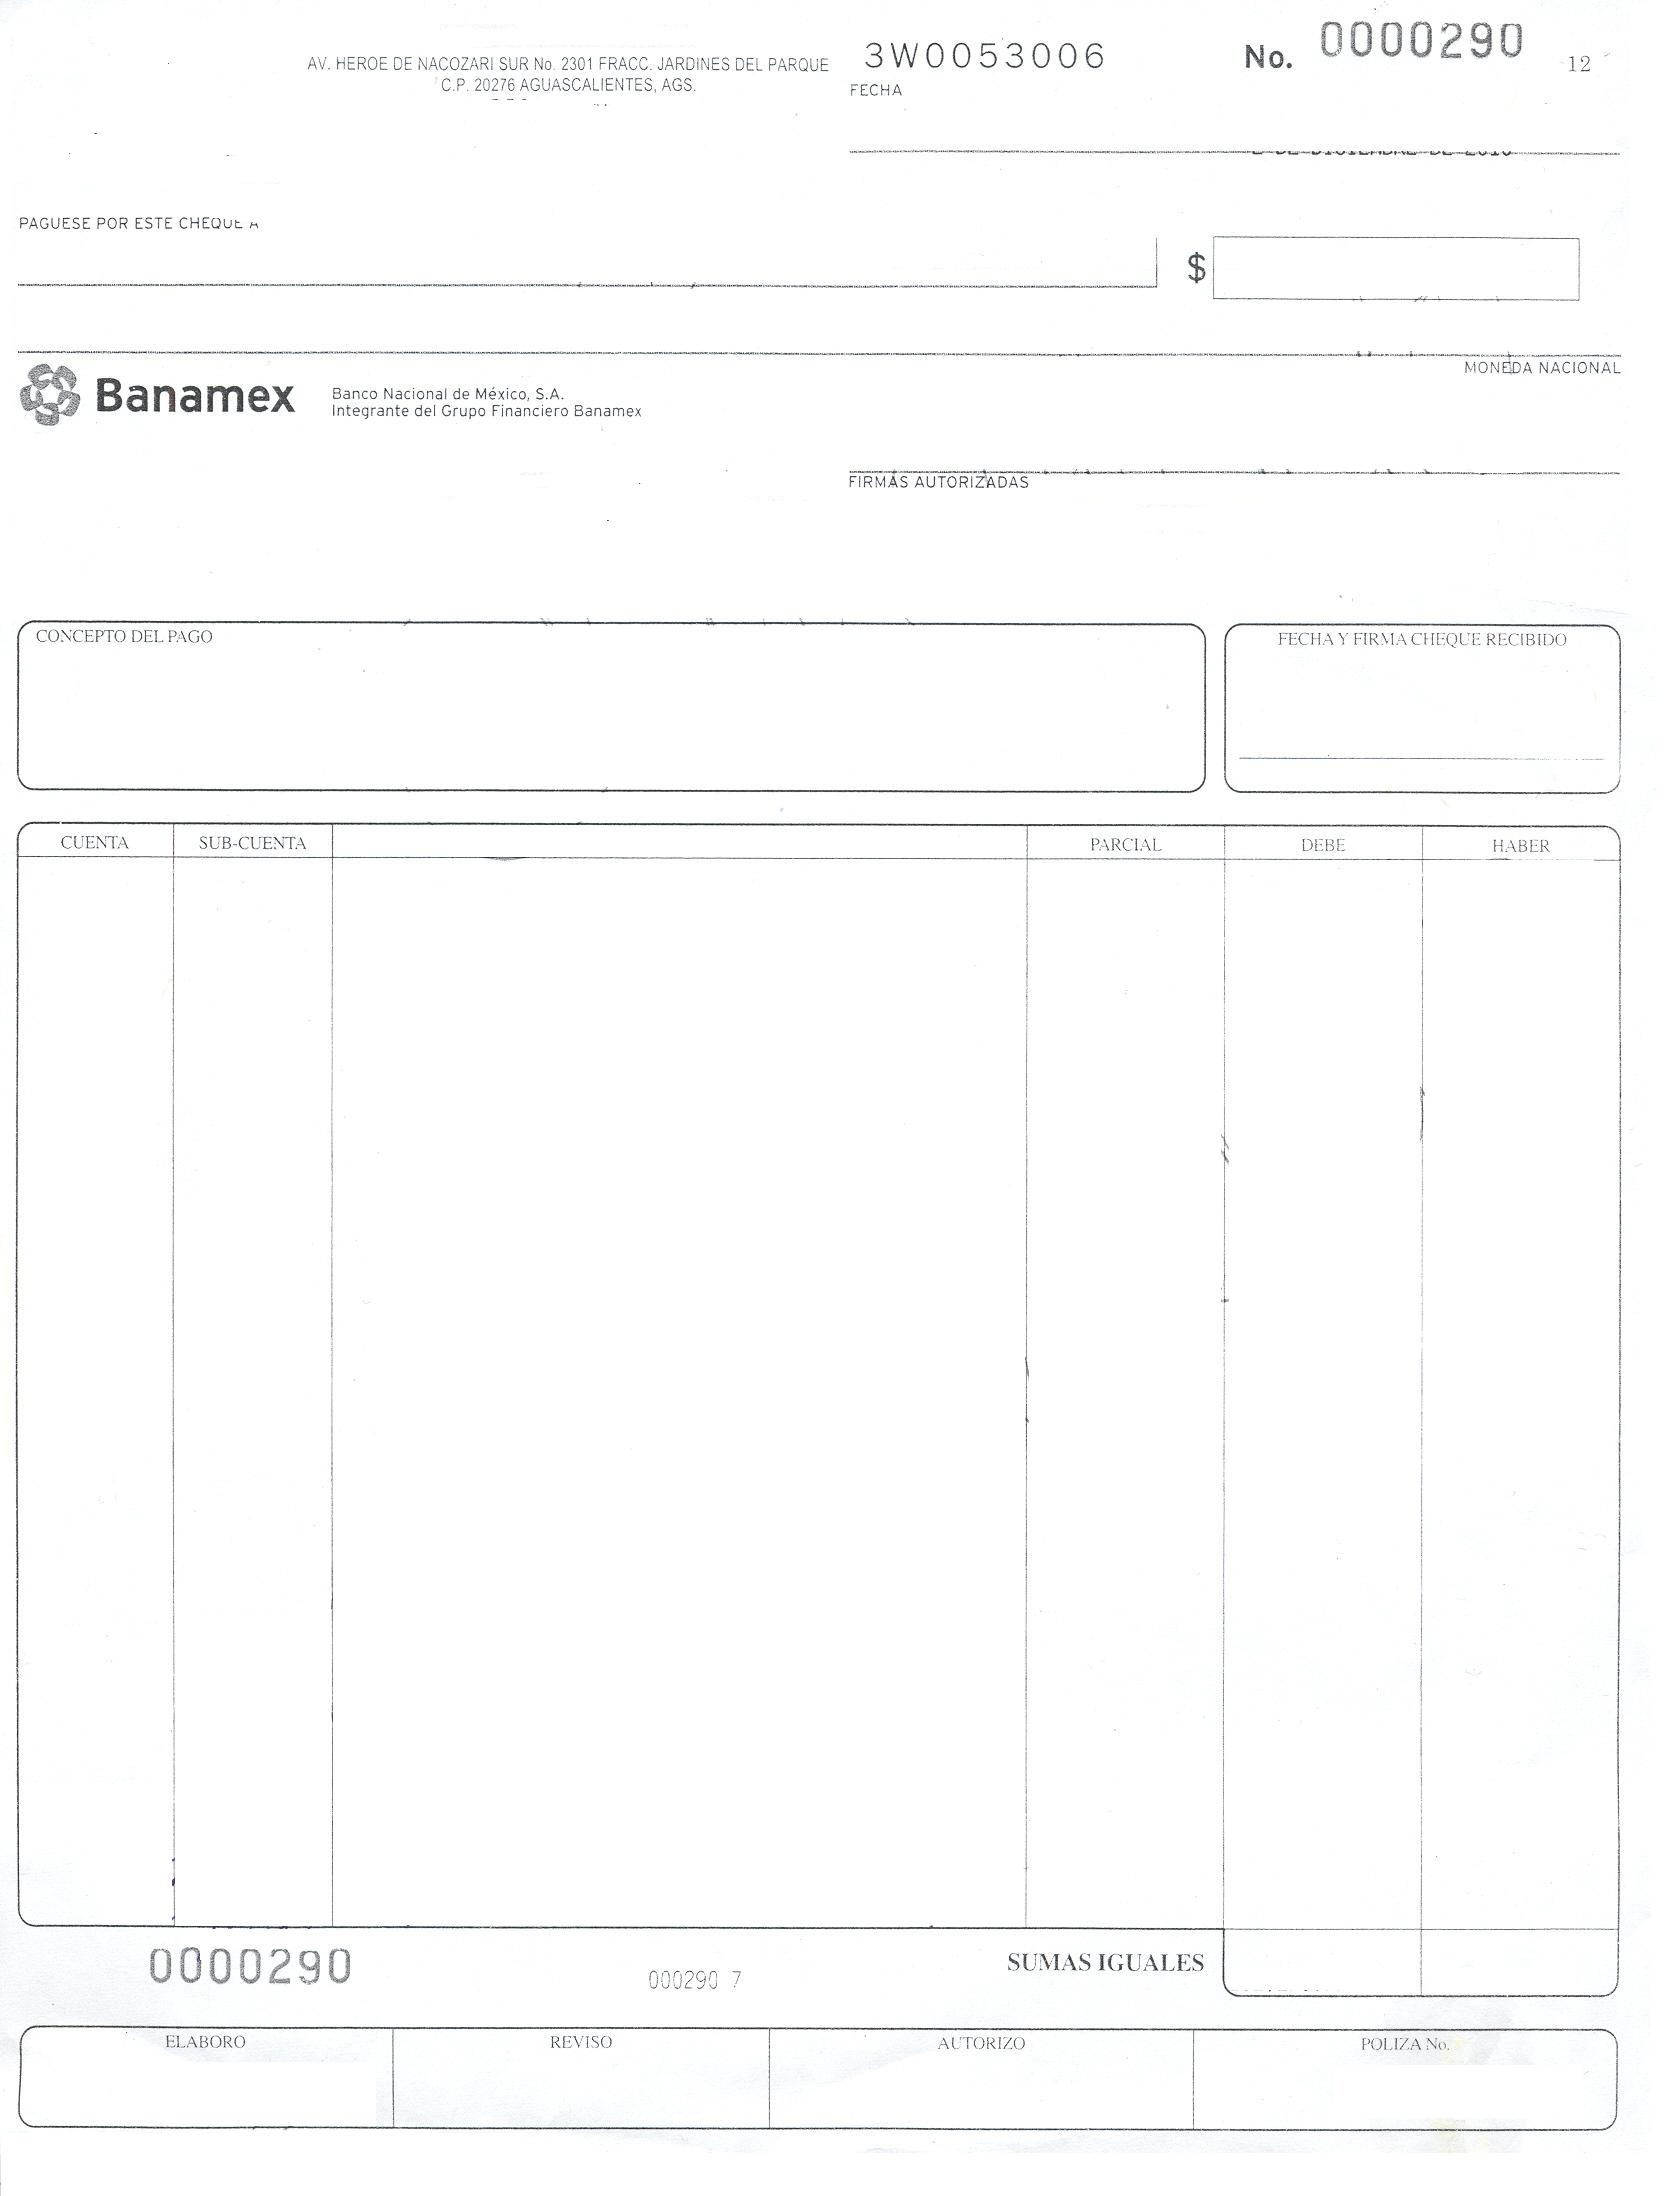 AV. HEROE DE NACOZARI SUR No. 2301 FRACC. JARDINES DEL PARQUE
C.P. 20276 AGUASCALIENTES, AGS.
3W0053006
No. 0000290
12
FECHA
PAGUESE POR ESTE CHEQUE A
$
MONEDA NACIONAL
Banamex
Banco Nacional de México, S.A.
Integrante del Grupo Financiero Banamex
FIRMAS AUTORIZADAS
CONCEPTO DEL PAGO
FECHA Y FIRMA CHEQUE RECIBIDO
CUENTA
SUB-CUENTA
PARCIAL
DEBE
HABER
0000290
000290 7
SUMAS IGUALES
ELABORO
REVISO
AUTORIZO
POLIZA No.